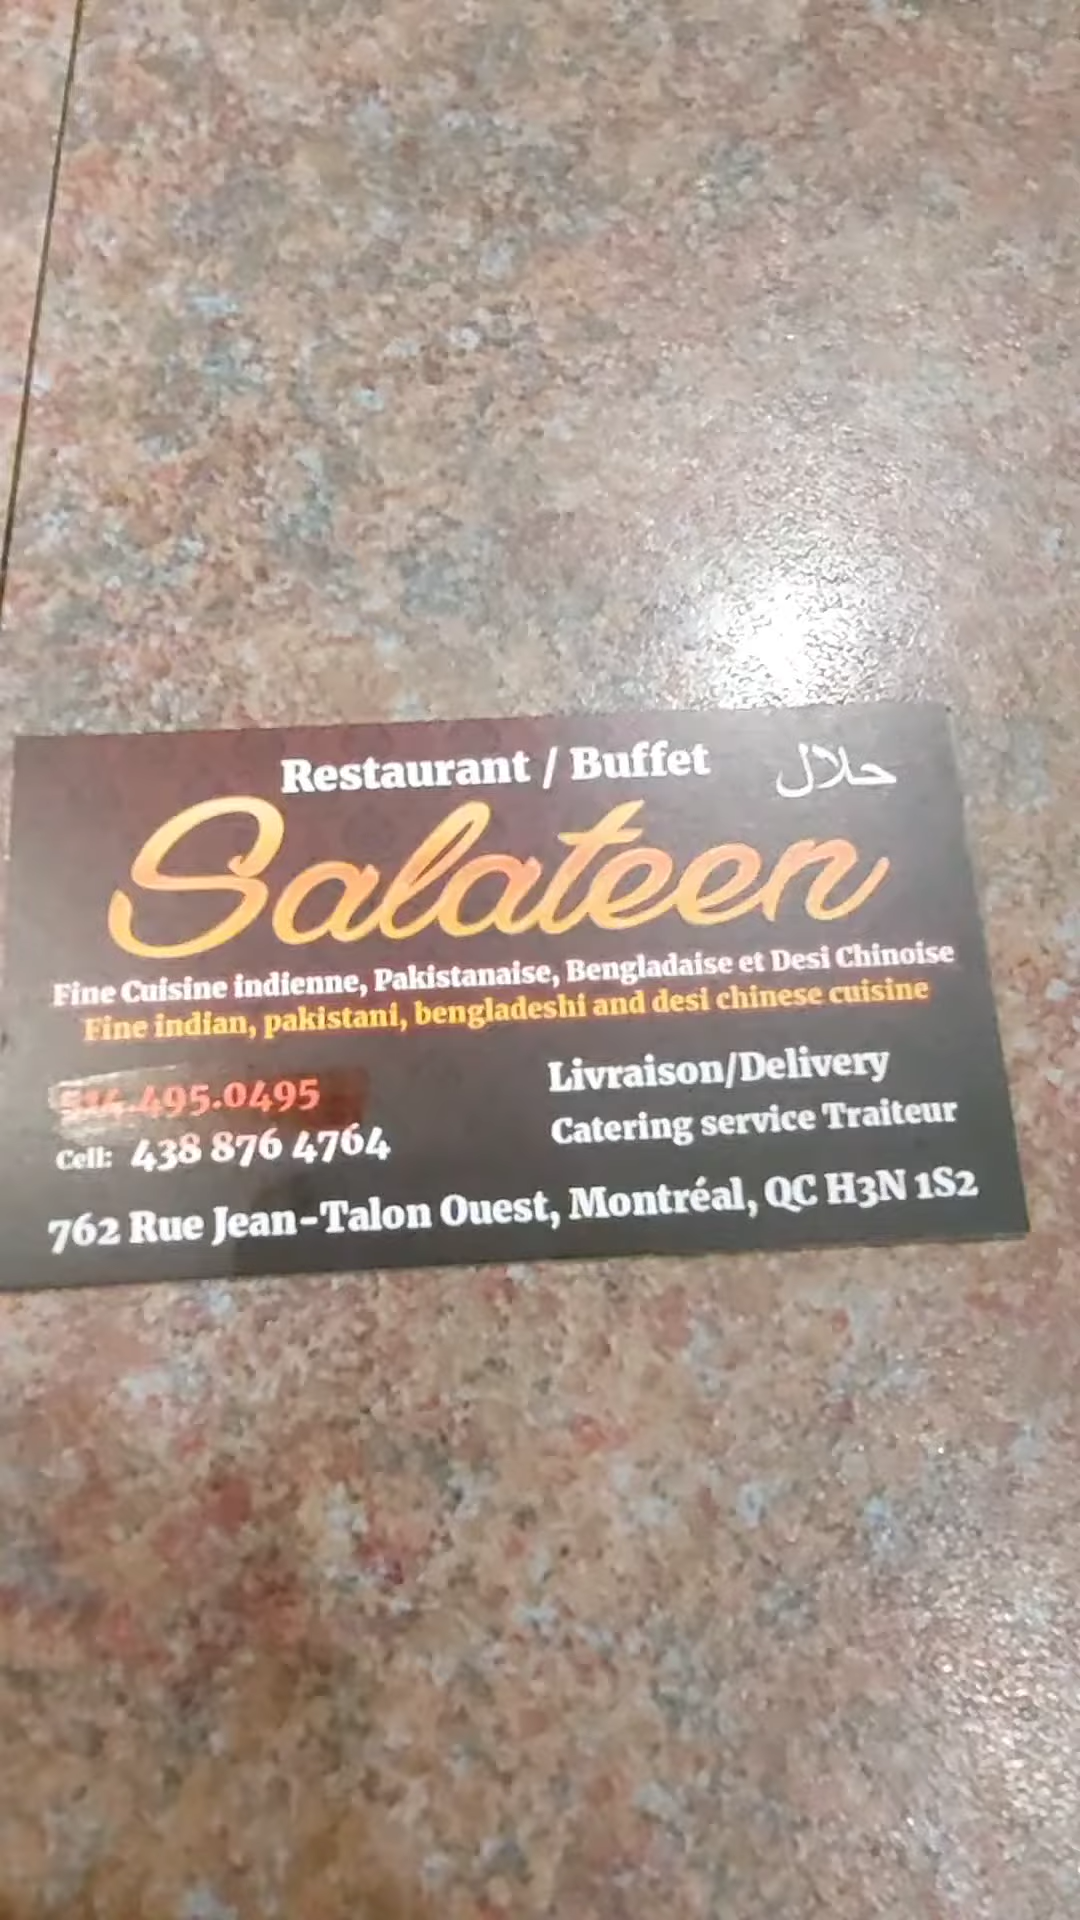 Restaurant / Buffet حلال
Salateen
Fine Cuisine indienne, Pakistanaise, Bengladaise et Desi Chinoise
Fine indian, pakistani, bengladeshi and desi chinese cuisine
514.495.0495
Livraison/Delivery
Cell: 438 876 4764
Catering service Traiteur
762 Rue Jean-Talon Ouest, Montréal, QC H3N 1S2